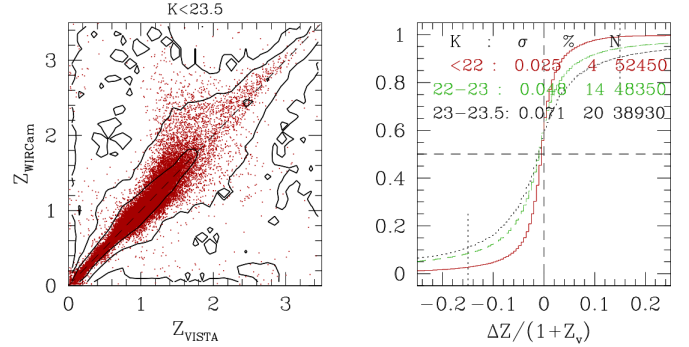 K<23.5
Z_WIRCam
3
2
1
0
0 1 2 3
Z_VISTA
K : σ % N
<22 : 0.025 4 52450
22−23 : 0.048 14 48350
23−23.5: 0.071 20 38930
1
0.8
0.6
0.4
0.2
0
−0.2 −0.1 0 0.1 0.2
ΔZ/(1+Z_v)